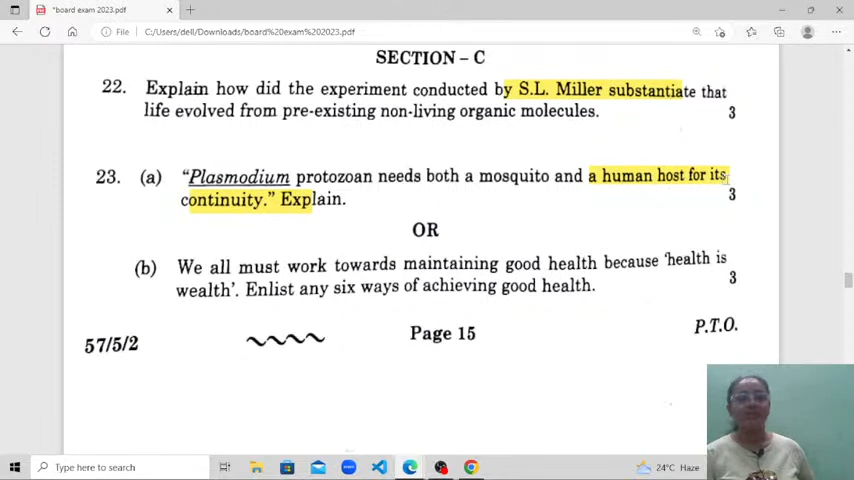 *board exam 2023.pdf
File
C:/Users/dell/Downloads/board%20exam%202023.pdf
SECTION – C
22. Explain how did the experiment conducted by S.L. Miller substantiate that
life evolved from pre-existing non-living organic molecules. 3
23. (a) "Plasmodium protozoan needs both a mosquito and a human host for its
continuity." Explain. 3
OR
(b) We all must work towards maintaining good health because 'health is
wealth'. Enlist any six ways of achieving good health. 3
57/5/2 Page 15 P.T.O.
Type here to search
24°C Haze